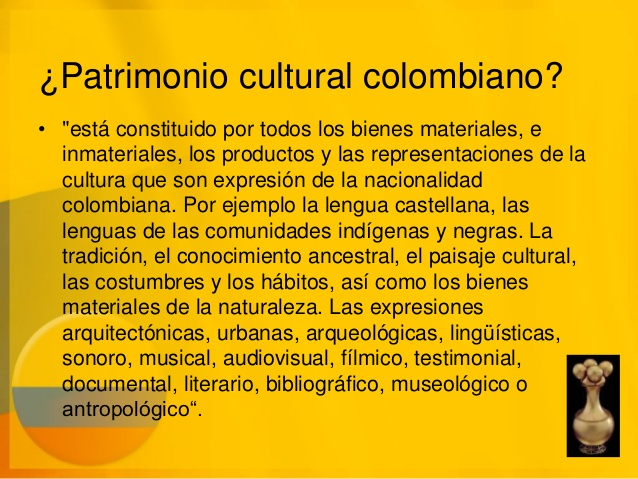 ¿Patrimonio cultural colombiano?
• "está constituido por todos los bienes materiales, e
inmateriales, los productos y las representaciones de la
cultura que son expresión de la nacionalidad
colombiana. Por ejemplo la lengua castellana, las
lenguas de las comunidades indígenas y negras. La
tradición, el conocimiento ancestral, el paisaje cultural,
las costumbres y los hábitos, así como los bienes
materiales de la naturaleza. Las expresiones
arquitectónicas, urbanas, arqueológicas, lingüísticas,
sonoro, musical, audiovisual, fílmico, testimonial,
documental, literario, bibliográfico, museológico o
antropológico“.